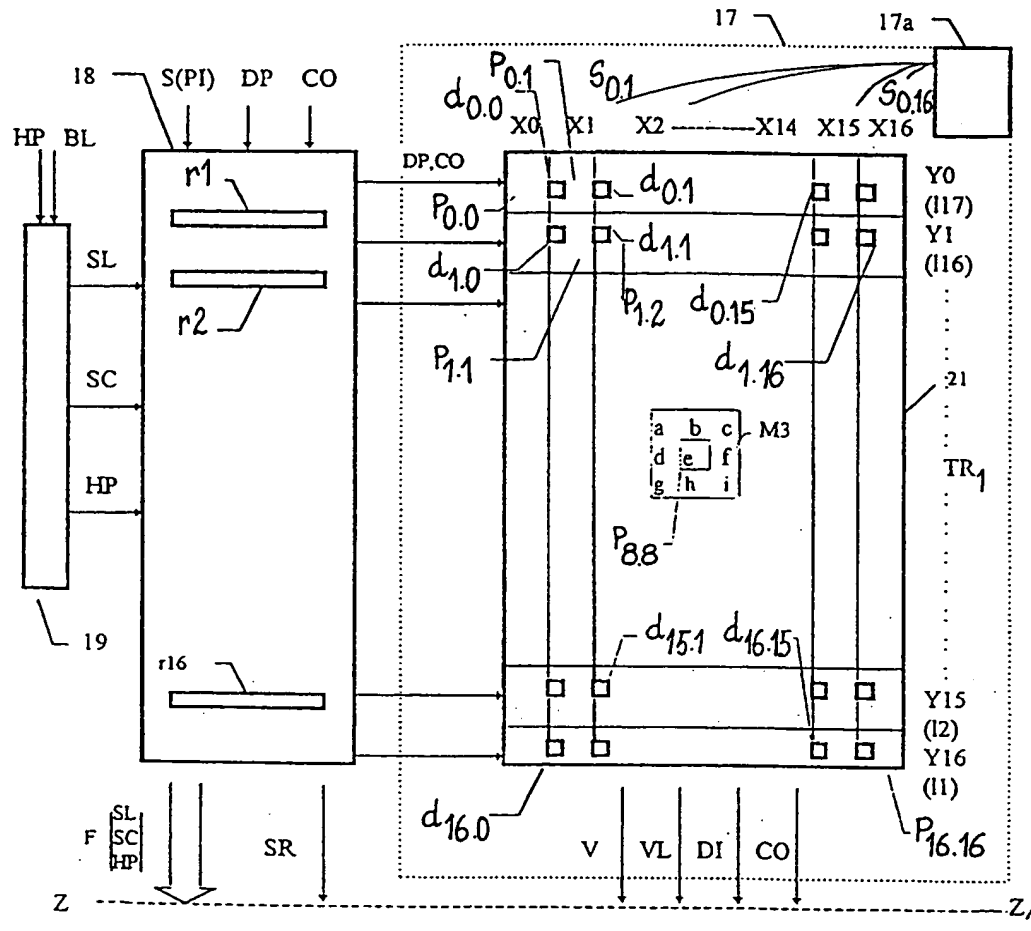 17
17a
18
S(PI) DP CO
d0.0
P0.1
S0.1
S0.16
HP BL
X0 X1 X2 X14 X15 X16
DP,CO
r1
P0.0
d0.1
Y0
(l17)
Y1
(l16)
SL
d1.0
d1.1
r2
P1.2
d0.15
P1.1
d1.16
SC
21
a b c
M3
d e f
TR1
g h i
HP
P8.8
19
d15.1
d16.15
r16
Y15
(l2)
Y16
(l1)
d16.0
P16.16
F
SL
SC
HP
SR
V VL DI CO
Z
Z1